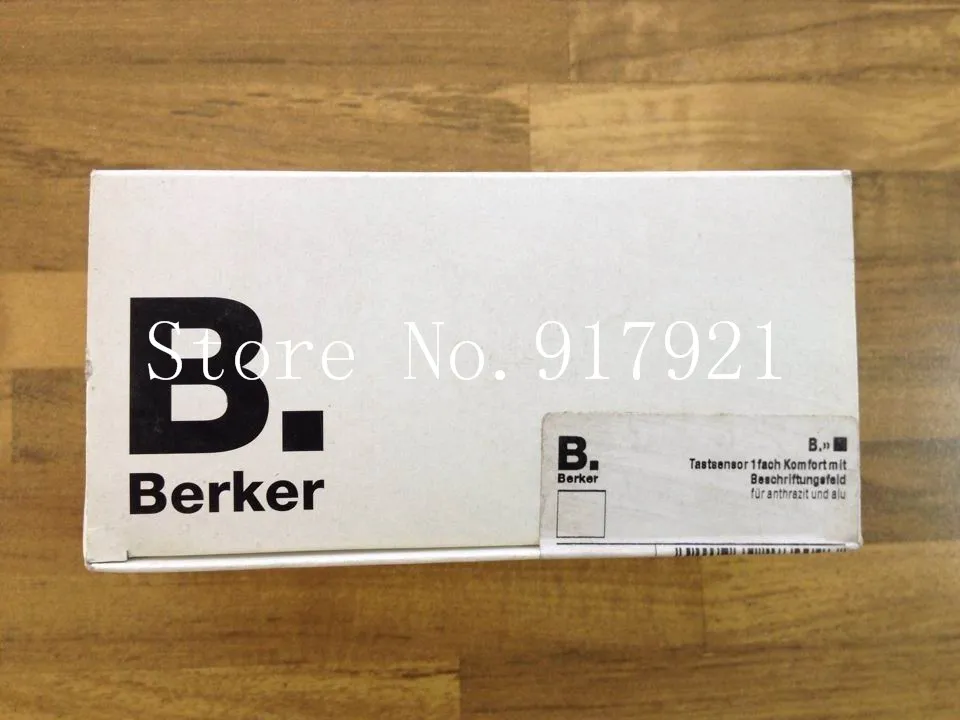 B.
Berker
Store No.917921
B.
Berker
B.»
Tastsensor 1fach Komfort mit
Beschriftungsfeld
für anthrazit und alu